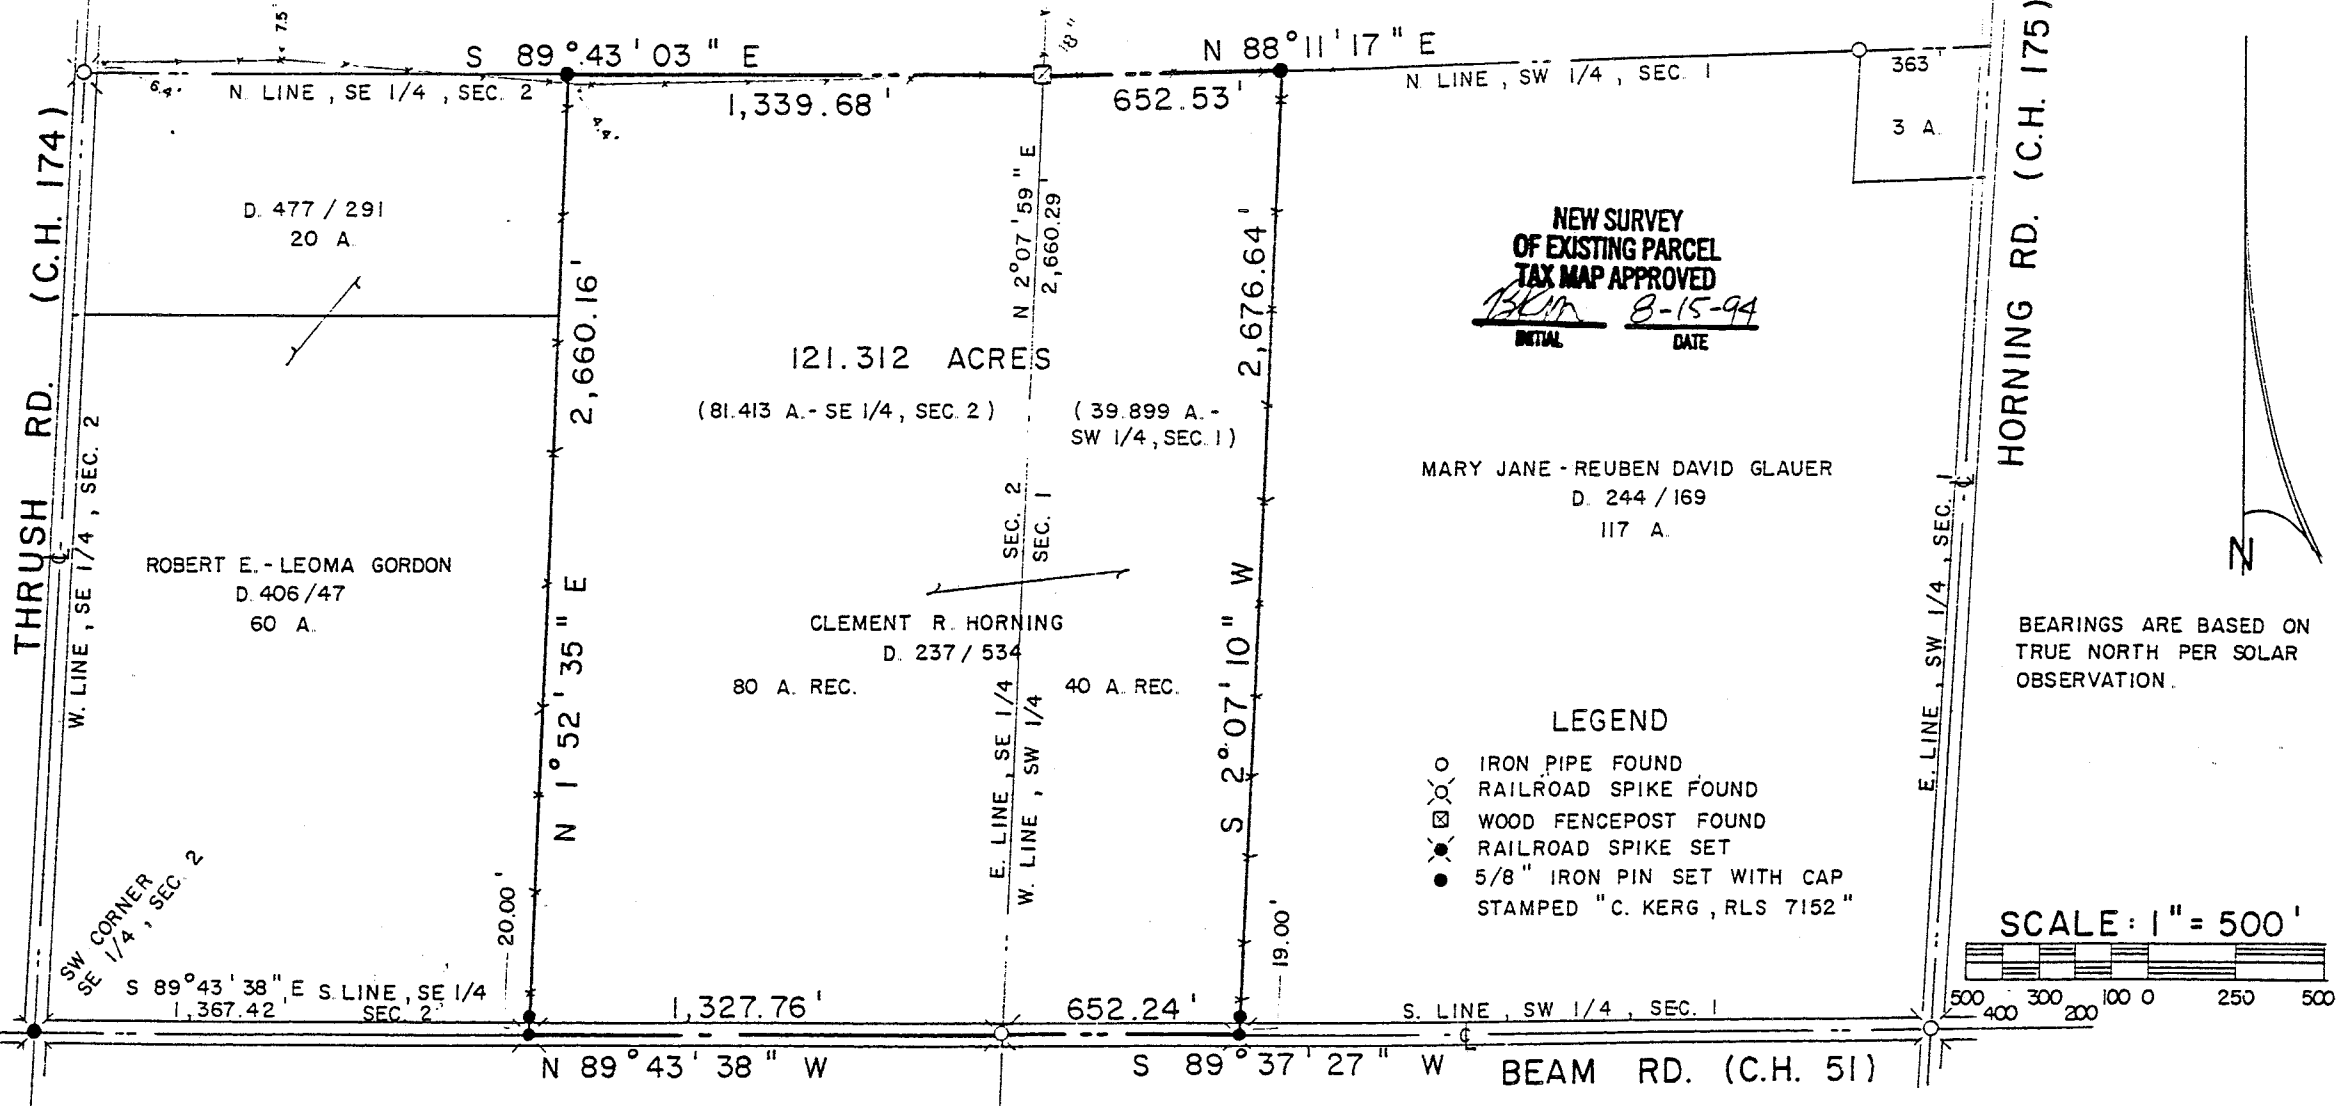 7.5'
18"
S 89°43'03" E
N 88°11'17" E
6.4'
N. LINE, SE 1/4, SEC. 2
1,339.68'
652.53'
N. LINE, SW 1/4, SEC. 1
363'
3 A.
4.4'
THRUSH RD. (C.H. 174)
HORNING RD. (C.H. 175)
D. 477/291
20 A.
2,660.16'
N 1°52'35" E
N 2°07'59" E
2,660.29'
2,676.64'
S 2°07'10" W
NEW SURVEY
OF EXISTING PARCEL
TAX MAP APPROVED
8-15-94
INITIAL DATE
121.312 ACRES
(81.413 A.- SE 1/4, SEC. 2)
(39.899 A.-
SW 1/4, SEC. 1)
W. LINE, SE 1/4, SEC. 2
SEC. 2
SEC. 1
MARY JANE - REUBEN DAVID GLAUER
D. 244/169
117 A.
E. LINE, SW 1/4, SEC. 1
N
ROBERT E. - LEOMA GORDON
D. 406/47
60 A.
CLEMENT R. HORNING
D. 237/534
80 A. REC.
40 A. REC.
E. LINE, SE 1/4
W. LINE, SW 1/4
BEARINGS ARE BASED ON
TRUE NORTH PER SOLAR
OBSERVATION.
LEGEND
IRON PIPE FOUND
RAILROAD SPIKE FOUND
WOOD FENCEPOST FOUND
RAILROAD SPIKE SET
5/8" IRON PIN SET WITH CAP
STAMPED "C. KERG, RLS 7152"
SCALE: 1" = 500'
500 400 300 200 100 0 250 500
SW CORNER
SE 1/4, SEC. 2
20.00'
19.00'
S 89°43'38" E
1,367.42
S. LINE, SE 1/4
SEC. 2
1,327.76'
652.24'
S. LINE, SW 1/4, SEC. 1
N 89°43'38" W
S 89°37'27" W
BEAM RD. (C.H. 51)